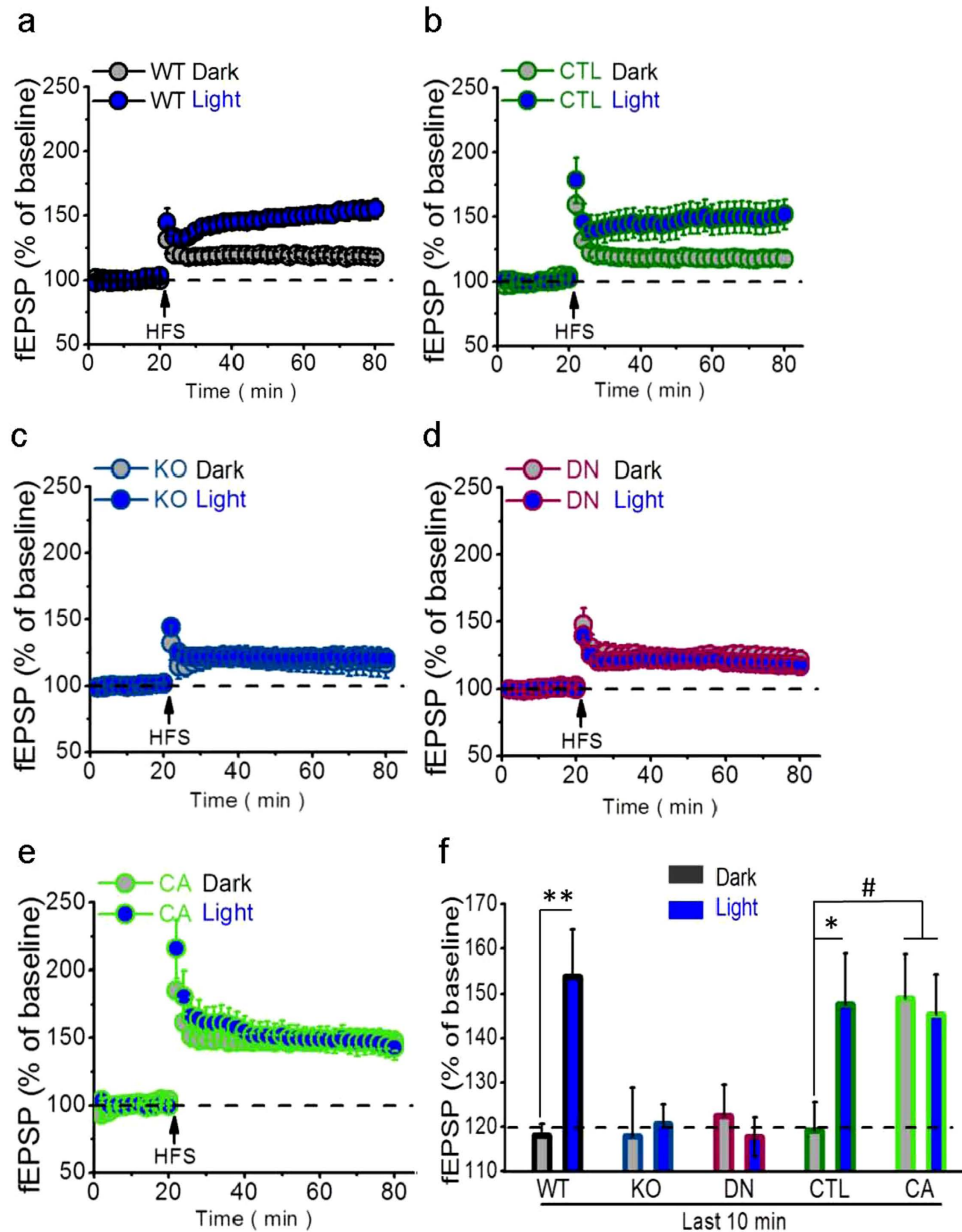 a
WT Dark
WT Light
fEPSP (% of baseline)
250
200
150
100
50
HFS
0 20 40 60 80
Time ( min )
b
CTL Dark
CTL Light
fEPSP (% of baseline)
250
200
150
100
50
HFS
0 20 40 60 80
Time ( min )
c
KO Dark
KO Light
fEPSP (% of baseline)
250
200
150
100
50
HFS
0 20 40 60 80
Time ( min )
d
DN Dark
DN Light
fEPSP (% of baseline)
250
200
150
100
50
HFS
0 20 40 60 80
Time ( min )
e
CA Dark
CA Light
fEPSP (% of baseline)
250
200
150
100
50
HFS
0 20 40 60 80
Time ( min )
f
Dark
Light
fEPSP (% of baseline)
170
160
150
140
130
120
110
**
*
#
WT KO DN CTL CA
Last 10 min